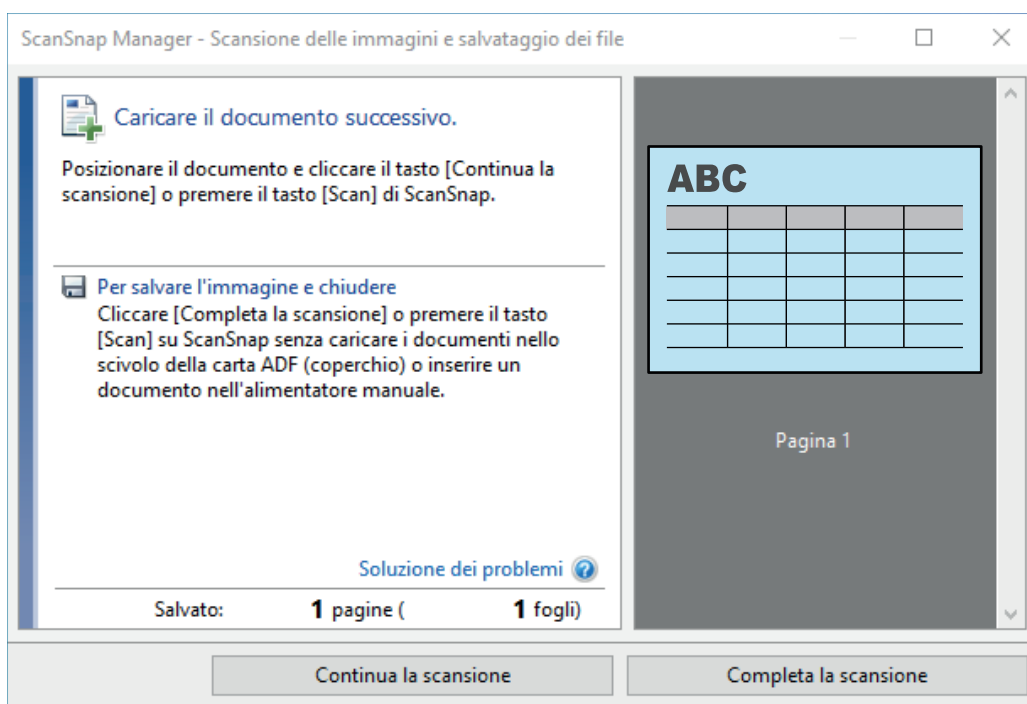 ScanSnap Manager - Scansione delle immagini e salvataggio dei file
Caricare il documento successivo.
Posizionare il documento e cliccare il tasto [Continua la
scansione] o premere il tasto [Scan] di ScanSnap.
Per salvare l'immagine e chiudere
Cliccare [Completa la scansione] o premere il tasto
[Scan] su ScanSnap senza caricare i documenti nello
scivolo della carta ADF (coperchio) o inserire un
documento nell'alimentatore manuale.
Soluzione dei problemi
Salvato: 1 pagine ( 1 fogli)
ABC
Pagina 1
Continua la scansione
Completa la scansione